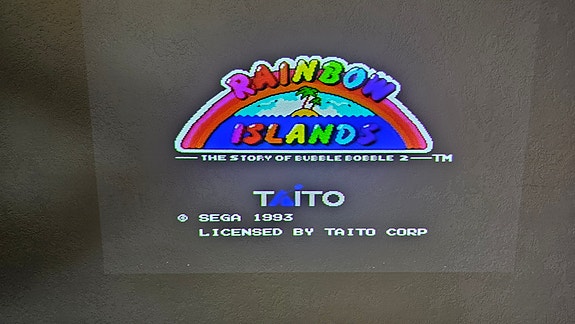 RAINBOW
ISLANDS
THE STORY OF BUBBLE BOBBLE 2 TM
TAITO
© SEGA 1993
LICENSED BY TAITO CORP